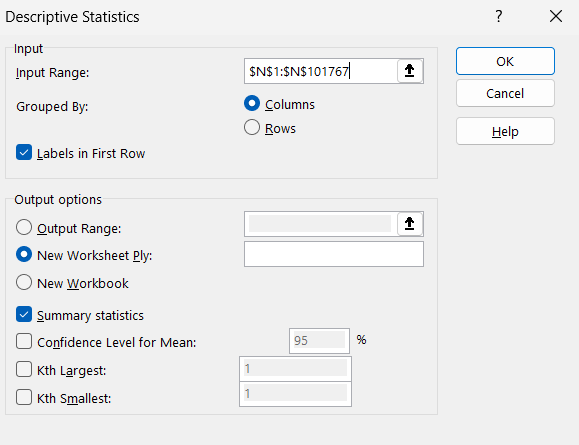 Descriptive Statistics
?
Input
Input Range:
$N$1:$N$101767
Grouped By:
Columns
Rows
Labels in First Row
OK
Cancel
Help
Output options
Output Range:
New Worksheet Ply:
New Workbook
Summary statistics
Confidence Level for Mean:
95
%
Kth Largest:
1
Kth Smallest:
1